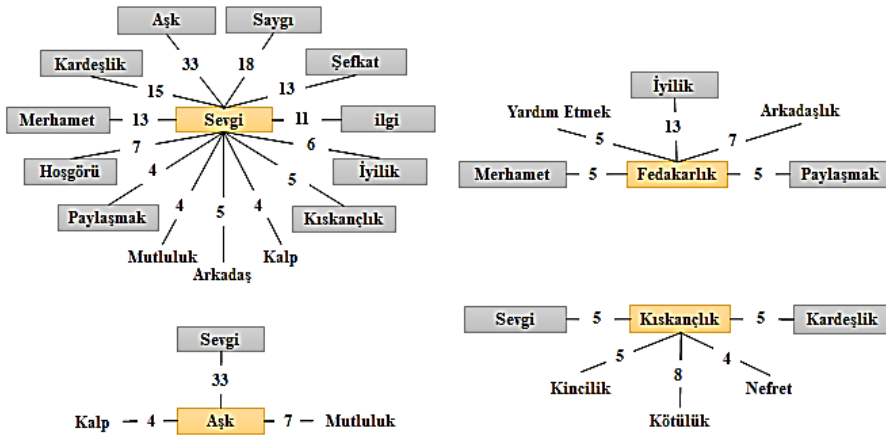 Aşk
Saygı
33
18
Kardeşlik
Şefkat
15
13
Merhamet
13
Sevgi
11
ilgi
7
6
Hoşgörü
4
5
İyilik
Paylaşmak
4
5
4
Kıskançlık
Mutluluk
Arkadaş
Kalp
İyilik
Yardım Etmek
Arkadaşlık
5
13
7
Merhamet
5
Fedakarlık
5
Paylaşmak
Sevgi
33
Kalp
4
Aşk
7
Mutluluk
Sevgi
5
Kıskançlık
5
Kardeşlik
5
8
4
Kincilik
Nefret
Kötülük